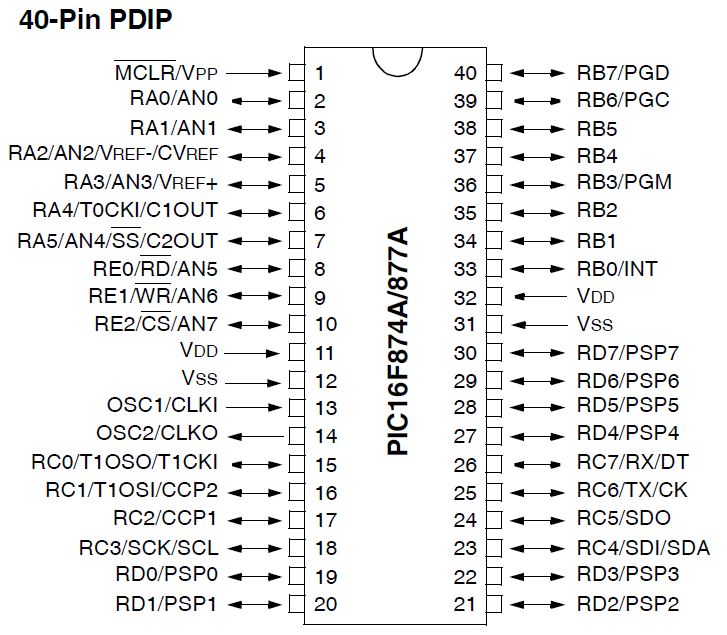 40-Pin PDIP
MCLR/VPP 1 40 RB7/PGD
RA0/AN0 2 39 RB6/PGC
RA1/AN1 3 38 RB5
RA2/AN2/VREF-/CVREF 4 37 RB4
RA3/AN3/VREF+ 5 36 RB3/PGM
RA4/T0CKI/C1OUT 6 35 RB2
RA5/AN4/SS/C2OUT 7 34 RB1
RE0/RD/AN5 8 33 RB0/INT
RE1/WR/AN6 9 32 VDD
RE2/CS/AN7 10 31 VSS
VDD 11 30 RD7/PSP7
VSS 12 29 RD6/PSP6
OSC1/CLKI 13 28 RD5/PSP5
OSC2/CLKO 14 27 RD4/PSP4
RC0/T1OSO/T1CKI 15 26 RC7/RX/DT
RC1/T1OSI/CCP2 16 25 RC6/TX/CK
RC2/CCP1 17 24 RC5/SDO
RC3/SCK/SCL 18 23 RC4/SDI/SDA
RD0/PSP0 19 22 RD3/PSP3
RD1/PSP1 20 21 RD2/PSP2
PIC16F874A/877A